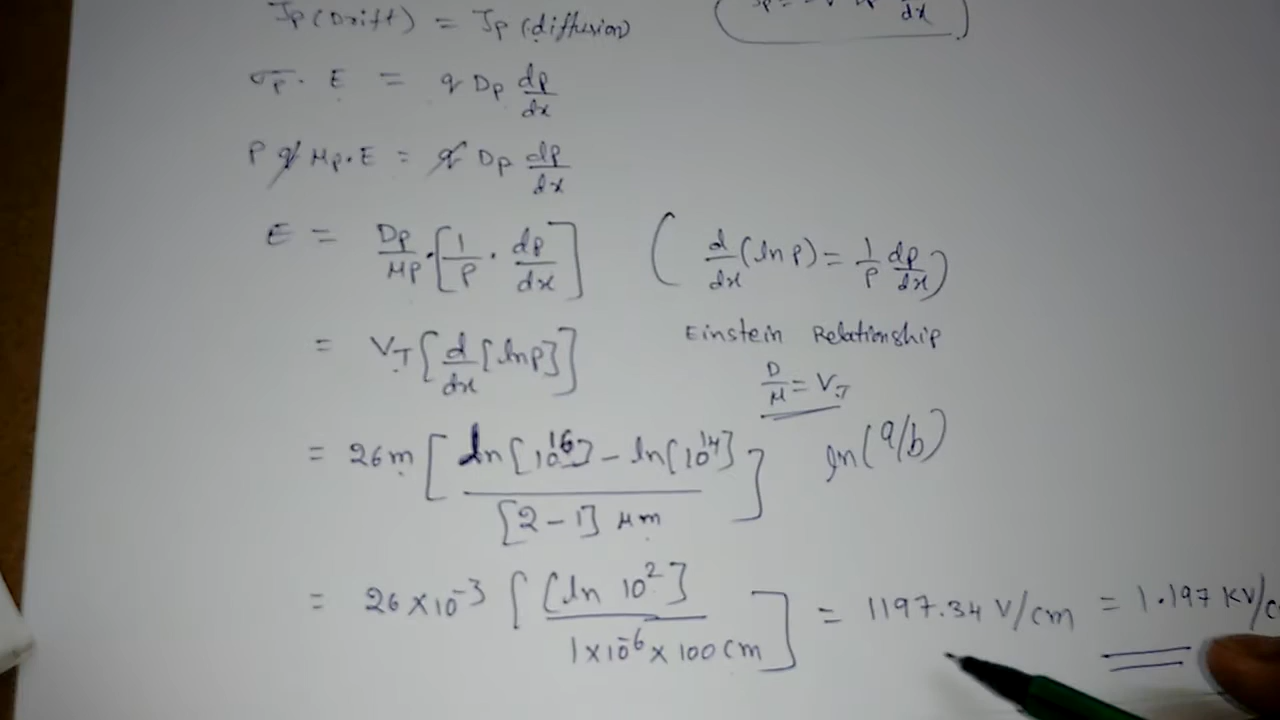 Jp (Drift) = Jp (diffusion)
dx
σp . E = q Dp dp/dx
P q μp . E = q Dp dp/dx
E = Dp/μp . [1/P . dp/dx] ( d/dx (ln p) = 1/P dp/dx )
= VT [d/dx [ln p]] Einstein Relationship
D/μ = VT
= 26m [ ln[10^16] - ln[10^14] / [2-1] μm ] ln(a/b)
= 26×10^-3 [ [ln 10^2] / 1×10^-6 × 100 cm ] = 1197.34 V/cm = 1.197 KV/c